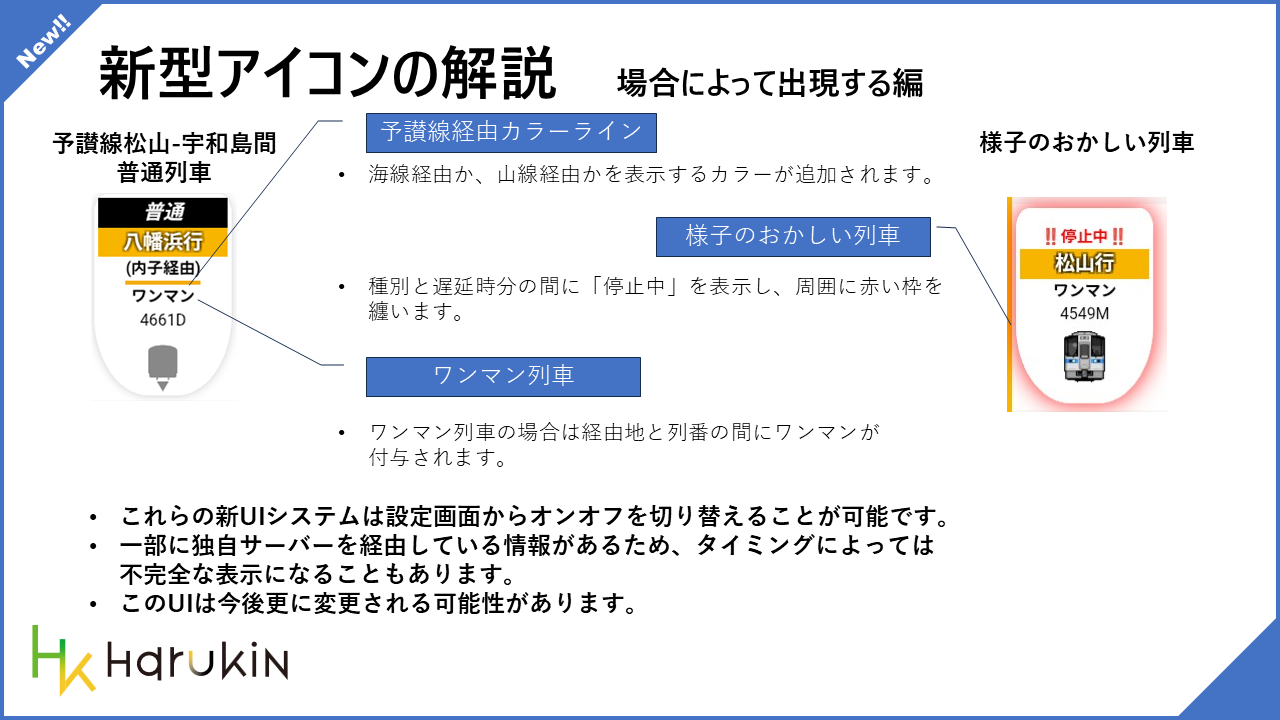 New!!
新型アイコンの解説 場合によって出現する編
予讃線松山-宇和島間
普通列車
普通
八幡浜行
(内子経由)
ワンマン
4661D
予讃線経由カラーライン
• 海線経由か、山線経由かを表示するカラーが追加されます。
様子のおかしい列車
• 種別と遅延時分の間に「停止中」を表示し、周囲に赤い枠を
纏います。
ワンマン列車
• ワンマン列車の場合は経由地と列番の間にワンマンが
付与されます。
様子のおかしい列車
‼停止中‼
松山行
ワンマン
4549M
• これらの新UIシステムは設定画面からオンオフを切り替えることが可能です。
• 一部に独自サーバーを経由している情報があるため、タイミングによっては
不完全な表示になることもあります。
• このUIは今後更に変更される可能性があります。
HK HaruKiN